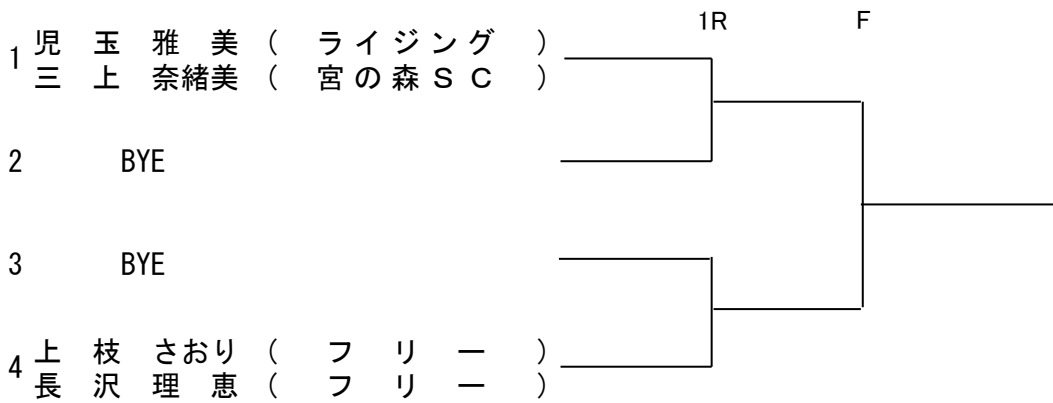 1R F
1 児玉雅美 ( ライジング )
三上奈緒美 ( 宮の森SC )
2 BYE
3 BYE
4 上枝さおり ( フリー )
長沢理恵 ( フリー )